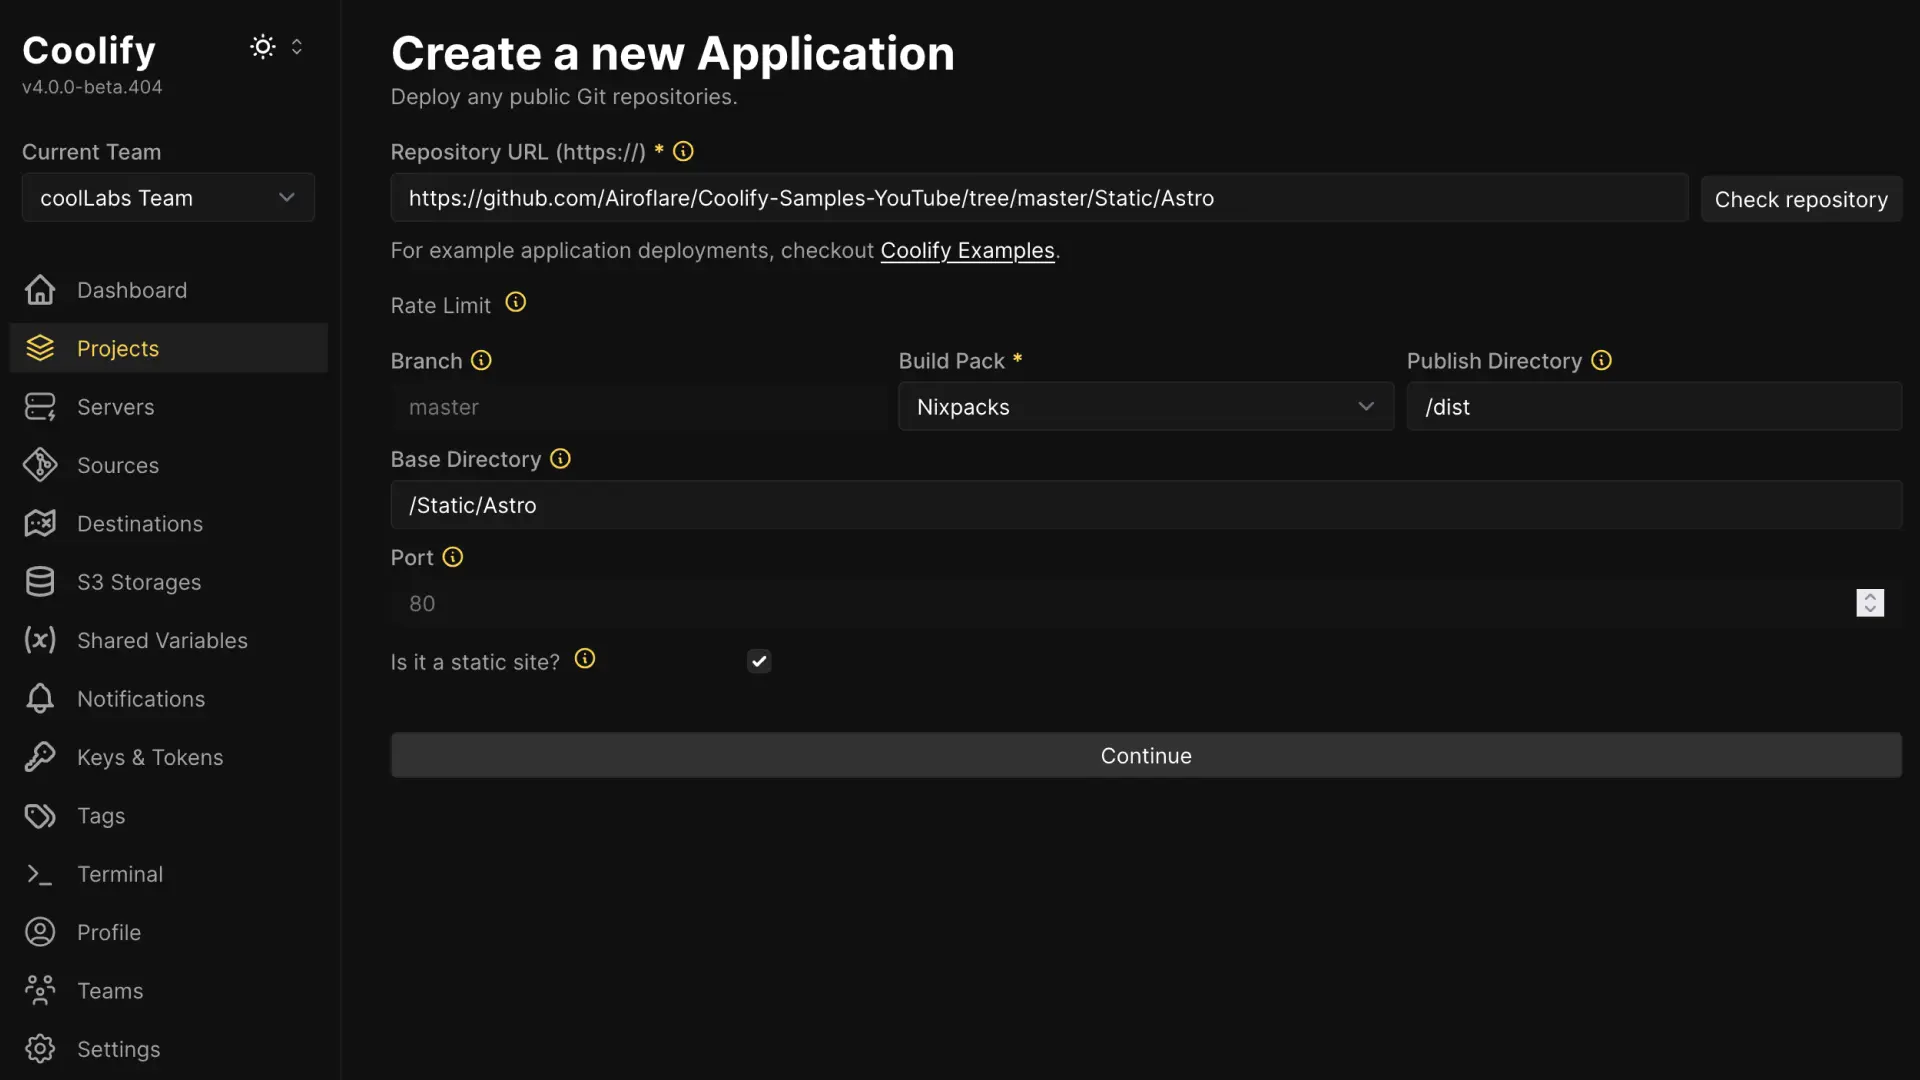 Coolify
v4.0.0-beta.404
Current Team
coolLabs Team
Dashboard
Projects
Servers
Sources
Destinations
S3 Storages
Shared Variables
Notifications
Keys & Tokens
Tags
Terminal
Profile
Teams
Settings
Create a new Application
Deploy any public Git repositories.
Repository URL (https://) *
https://github.com/Airoflare/Coolify-Samples-YouTube/tree/master/Static/Astro
Check repository
For example application deployments, checkout Coolify Examples.
Rate Limit
Branch
Build Pack *
Publish Directory
master
Nixpacks
/dist
Base Directory
/Static/Astro
Port
80
Is it a static site?
Continue